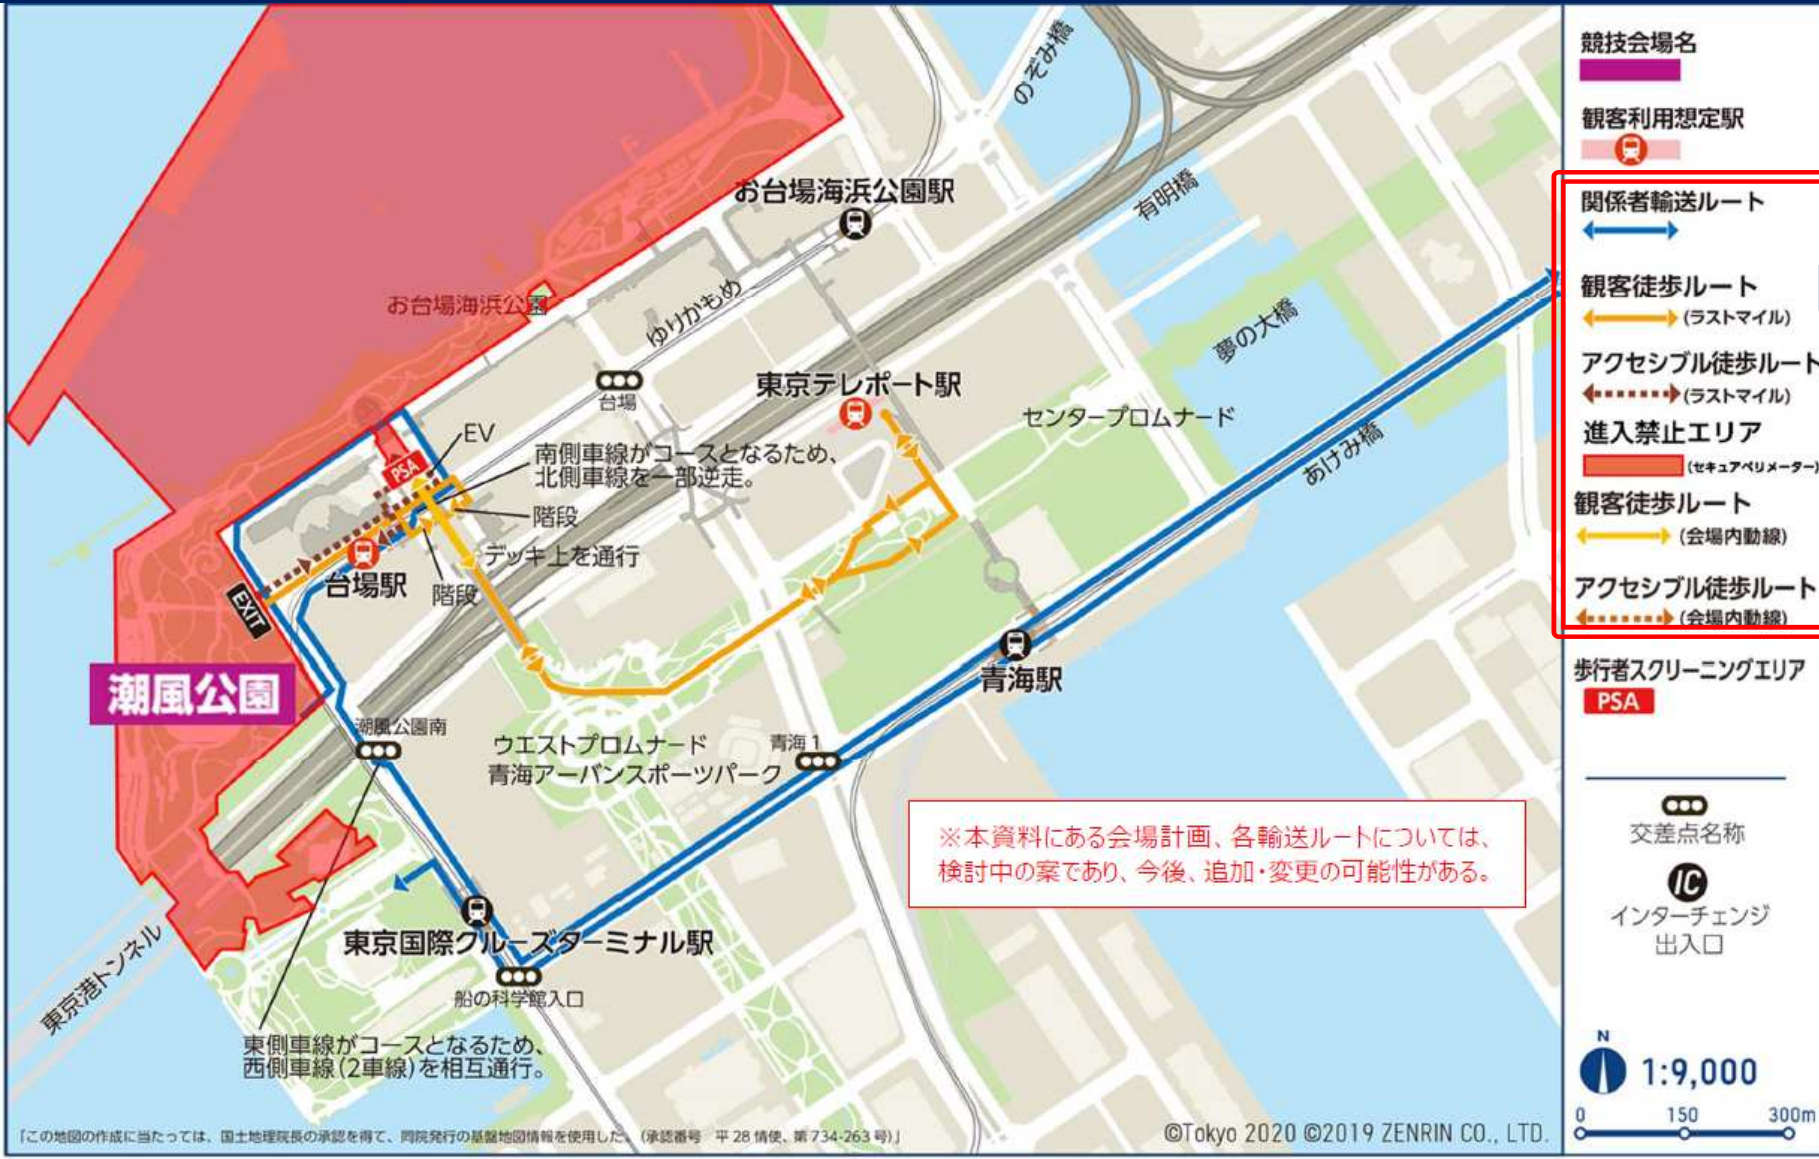 のぞみ橋
有明橋
お台場海浜公園駅
お台場海浜公園
ゆりかもめ
夢の大橋
台場
東京テレポート駅
センタープロムナード
あけみ橋
EV
PSA
南側車線がコースとなるため、
北側車線を一部逆走。
階段
デッキ上を通行
台場駅
階段
EXIT
潮風公園
潮風公園南
青海駅
ウエストプロムナード
青海アーバンスポーツパーク
青海1
※本資料にある会場計画、各輸送ルートについては、
検討中の案であり、今後、追加・変更の可能性がある。
東京港トンネル
東京国際クルーズターミナル駅
船の科学館入口
東側車線がコースとなるため、
西側車線(2車線)を相互通行。
「この地図の作成に当たっては、国土地理院長の承認を得て、同院発行の基盤地図情報を使用した。(承認番号 平28情使、第734-263号)」
©Tokyo 2020 ©2019 ZENRIN CO., LTD.
競技会場名
観客利用想定駅
関係者輸送ルート
観客徒歩ルート
(ラストマイル)
アクセシブル徒歩ルート
(ラストマイル)
進入禁止エリア
(セキュアペリメーター)
観客徒歩ルート
(会場内動線)
アクセシブル徒歩ルート
(会場内動線)
歩行者スクリーニングエリア
PSA
交差点名称
IC
インターチェンジ
出入口
N
1:9,000
0 150 300m